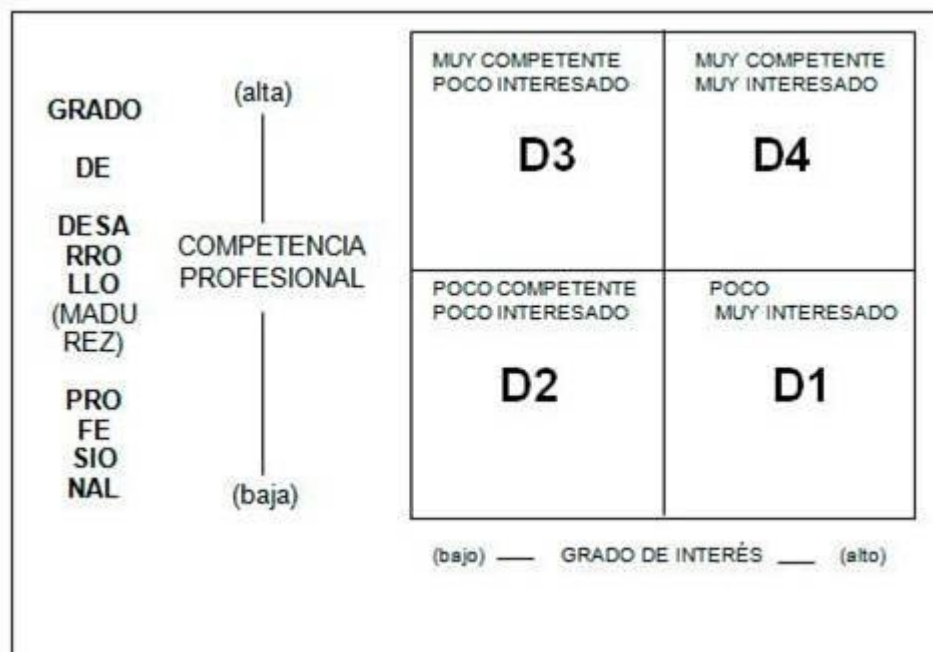 GRADO
DE
DESA
RRO
LLO
(MADU
REZ)
PRO
FE
SIO
NAL
(alta)
COMPETENCIA
PROFESIONAL
(baja)
MUY COMPETENTE
POCO INTERESADO
D3
MUY COMPETENTE
MUY INTERESADO
D4
POCO COMPETENTE
POCO INTERESADO
D2
POCO
MUY INTERESADO
D1
(bajo) — GRADO DE INTERÉS __ (alto)